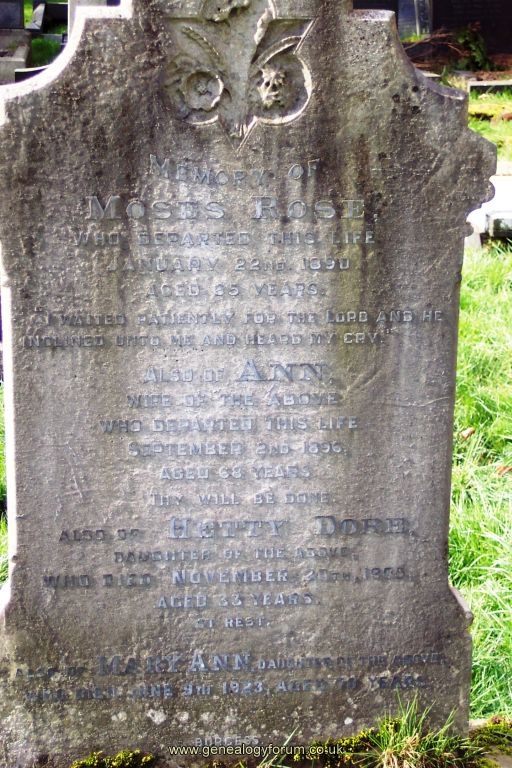 MEMORY OF
MOSES ROSE,
WHO DEPARTED THIS LIFE
JANUARY 22ND, 1890
AGED 65 YEARS.
"I WAITED PATIENTLY FOR THE LORD AND HE
INCLINED UNTO ME AND HEARD MY CRY."
ALSO OF ANN,
WIFE OF THE ABOVE
WHO DEPARTED THIS LIFE
SEPTEMBER 2ND
AGED 68 YEARS.
THY WILL BE DONE.
ALSO OF HETTY DORE,
DAUGHTER OF THE ABOVE,
WHO DIED NOVEMBER
AGED 33 YEARS.
AT REST.
ALSO OF MARY ANN, DAUGHTER OF THE ABOVE,
WHO DIED JUNE 9TH 1923, AGED YEARS.
BURGESS
www.genealogyforum.co.uk